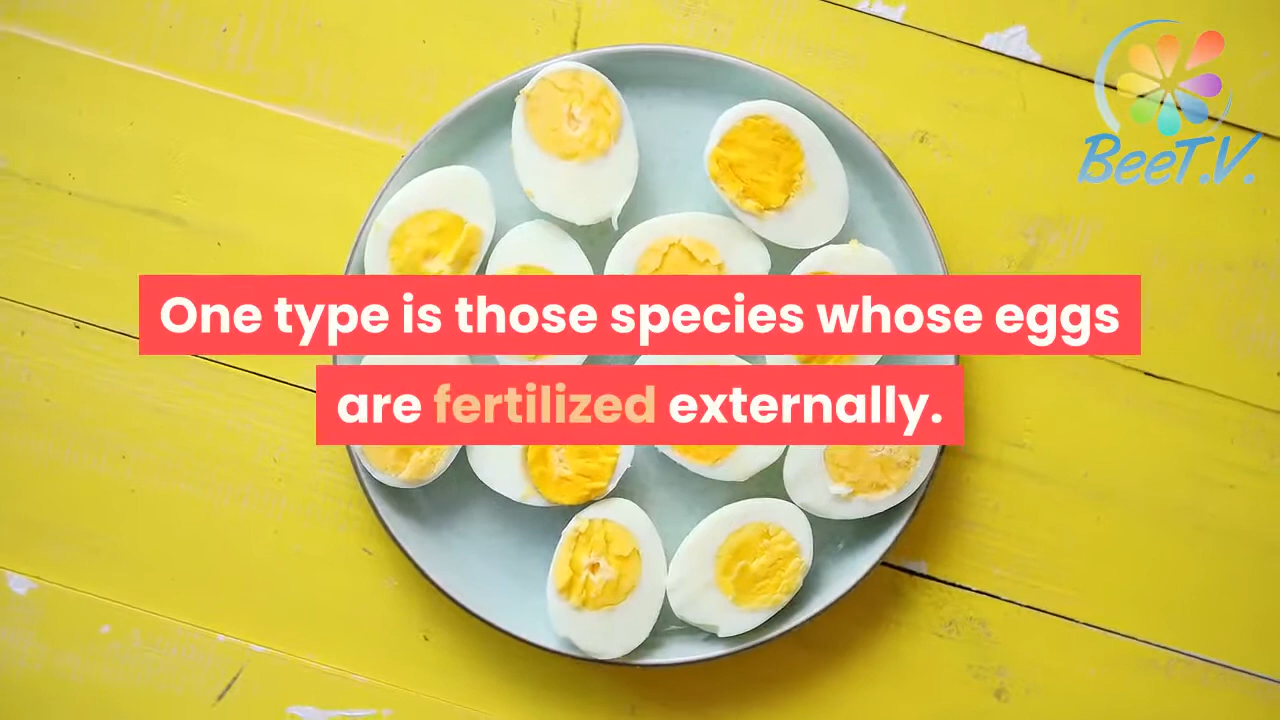 BeeT.V.
One type is those species whose eggs
are fertilized externally.